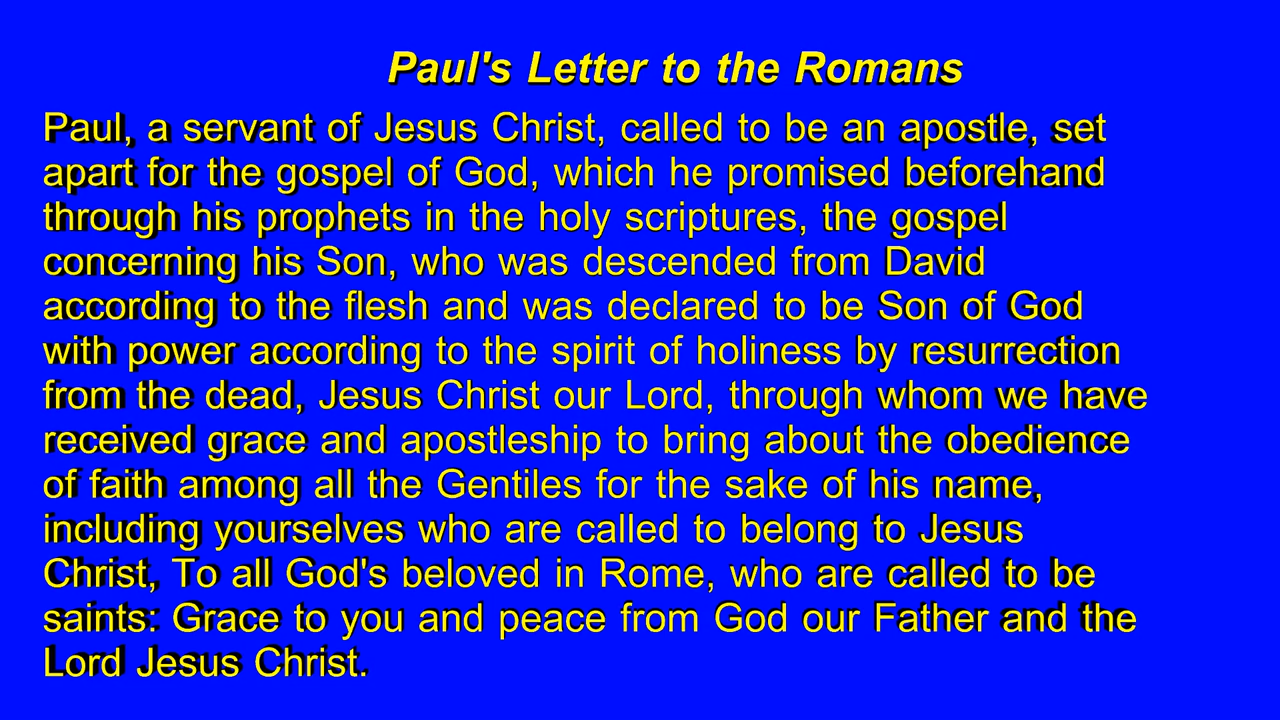 Paul's Letter to the Romans
Paul, a servant of Jesus Christ, called to be an apostle, set
apart for the gospel of God, which he promised beforehand
through his prophets in the holy scriptures, the gospel
concerning his Son, who was descended from David
according to the flesh and was declared to be Son of God
with power according to the spirit of holiness by resurrection
from the dead, Jesus Christ our Lord, through whom we have
received grace and apostleship to bring about the obedience
of faith among all the Gentiles for the sake of his name,
including yourselves who are called to belong to Jesus
Christ, To all God's beloved in Rome, who are called to be
saints: Grace to you and peace from God our Father and the
Lord Jesus Christ.